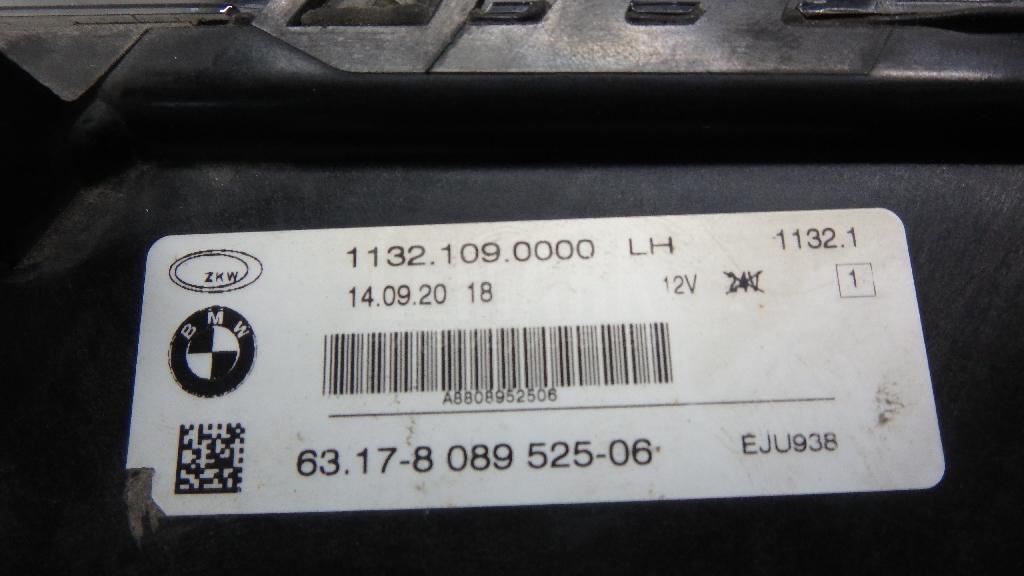 ZKW
1132.109.0000 LH 1132.1
14.09.20 18 12V 24V 1
BMW
A8808952506
63.17-8 089 525-06
EJU938